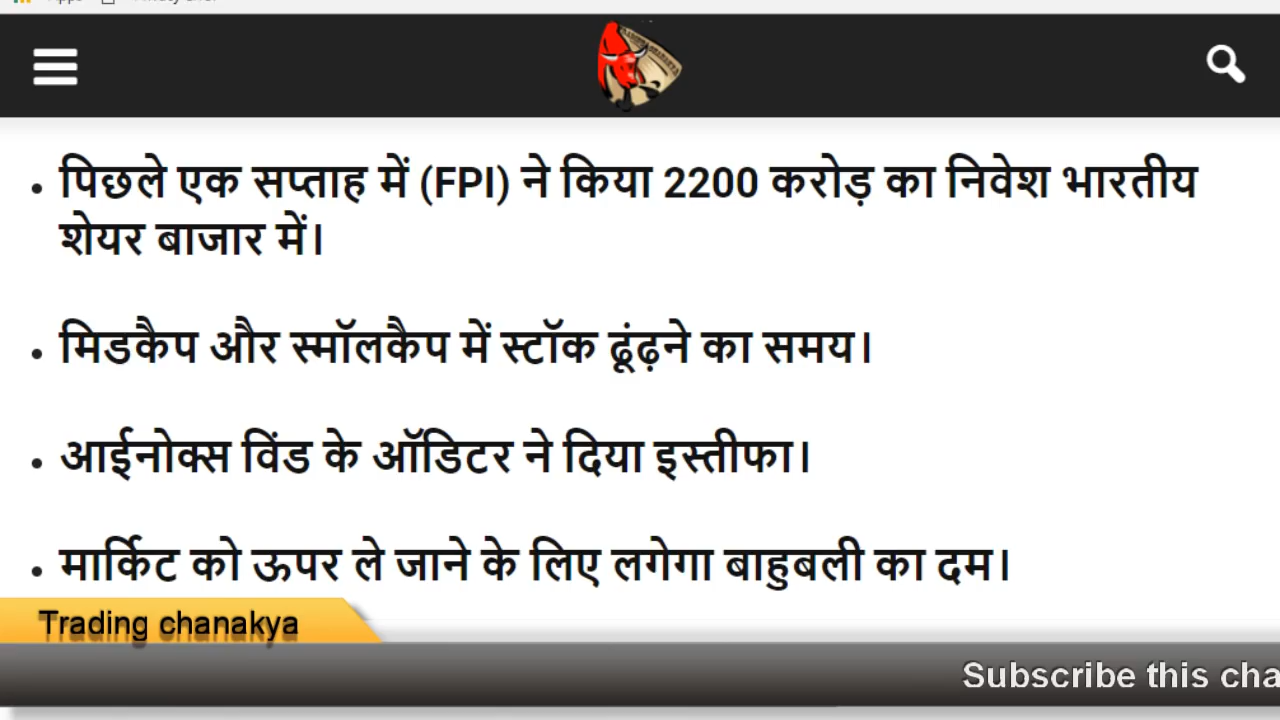 • पिछले एक सप्ताह में (FPI) ने किया 2200 करोड़ का निवेश भारतीय
शेयर बाजार में।
• मिडकैप और स्मॉलकैप में स्टॉक ढूंढ़ने का समय।
• आईनोक्स विंड के ऑडिटर ने दिया इस्तीफा।
• मार्किट को ऊपर ले जाने के लिए लगेगा बाहुबली का दम।
Trading chanakya
Subscribe this cha